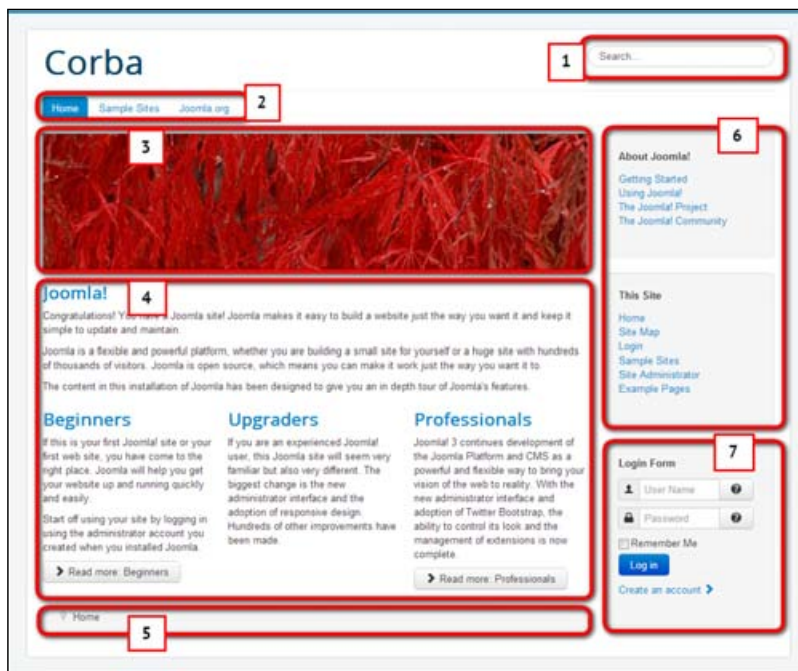 Corba
1
Search...
2
Home Sample Sites Joomla.org
3
6
About Joomla!
Getting Started
Using Joomla!
The Joomla! Project
The Joomla! Community
4
Joomla!
Congratulations! You have a Joomla site! Joomla makes it easy to build a website just the way you want it and keep it
simple to update and maintain.
Joomla is a flexible and powerful platform, whether you are building a small site for yourself or a huge site with hundreds
of thousands of visitors. Joomla is open source, which means you can make it work just the way you want it to.
The content in this installation of Joomla has been designed to give you an in depth tour of Joomla's features.
This Site
Home
Site Map
Login
Sample Sites
Site Administrator
Example Pages
Beginners
If this is your first Joomla! site or your
first web site, you have come to the
right place. Joomla will help you get
your website up and running quickly
and easily.
Start off using your site by logging in
using the administrator account you
created when you installed Joomla.
Read more: Beginners
Upgraders
If you are an experienced Joomla!
user, this Joomla site will seem very
familiar but also very different. The
biggest change is the new
administrator interface and the
adoption of responsive design.
Hundreds of other improvements have
been made.
Professionals
Joomla! 3 continues development of
the Joomla Platform and CMS as a
powerful and flexible way to bring your
vision of the web to reality. With the
new administrator interface and
adoption of Twitter Bootstrap, the
ability to control its look and the
management of extensions is now
complete.
Read more: Professionals
7
Login Form
User Name
Password
Remember Me
Log in
Create an account
Home
5